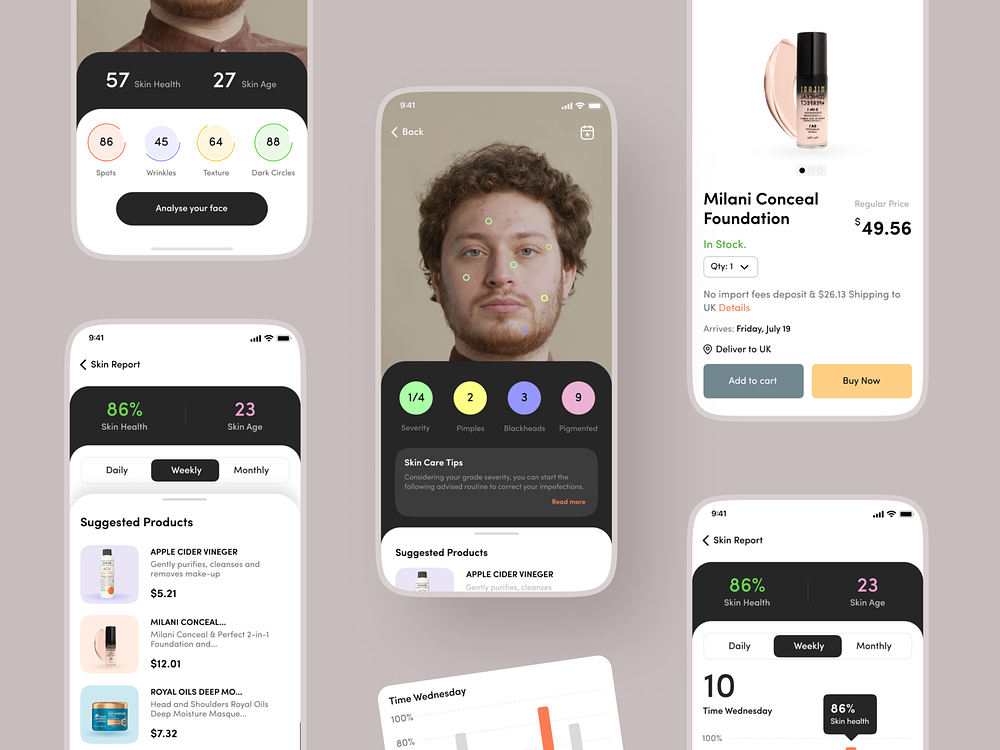 57 Skin Health
27 Skin Age
86
45
64
88
Spots
Wrinkles
Texture
Dark Circles
Analyse your face
9:41
Skin Report
86%
Skin Health
23
Skin Age
Daily
Weekly
Monthly
Suggested Products
APPLE CIDER VINEGER
Gently purifies, cleanses and
removes make-up
$5.21
MILANI CONCEAL...
Milani Conceal & Perfect 2-in-1
Foundation and...
$12.01
ROYAL OILS DEEP MO...
Head and Shoulders Royal Oils
Deep Moisture Masque...
$7.32
9:41
Back
1/4
2
3
9
Severity
Pimples
Blackheads
Pigmented
Skin Care Tips
Considering your grade severity, you can start the
following advised routine to correct your impefections.
Read more
Suggested Products
APPLE CIDER VINEGER
Gently purifies, cleanses
Time Wednesday
100%
80%
MILANI
CONCEAL
+PERFECT
Milani Conceal
Foundation
Regular Price
$49.56
In Stock.
Qty: 1
No import fees deposit & $26.13 Shipping to
UK Details
Arrives: Friday, July 19
Deliver to UK
Add to cart
Buy Now
9:41
Skin Report
86%
Skin Health
23
Skin Age
Daily
Weekly
Monthly
10
Time Wednesday
86%
Skin health
100%